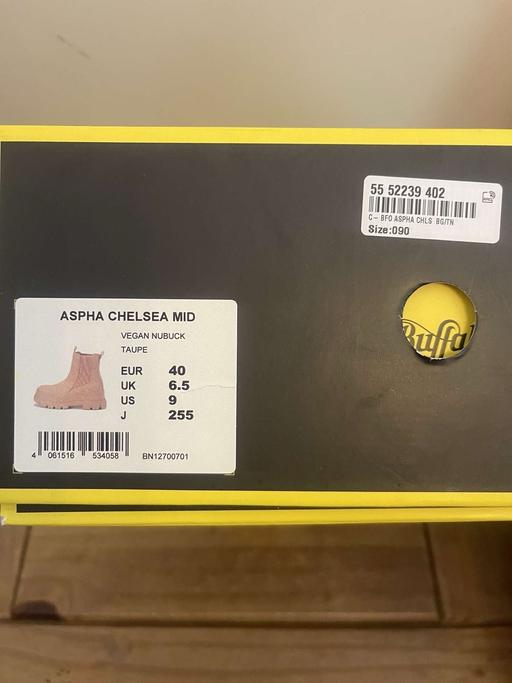 55 52239 402
C- BFO ASPHA CHLS BG/TN
Size:090
Buffal
ASPHA CHELSEA MID
VEGAN NUBUCK
TAUPE
EUR 40
UK 6.5
US 9
J 255
4 061516 534058
BN12700701